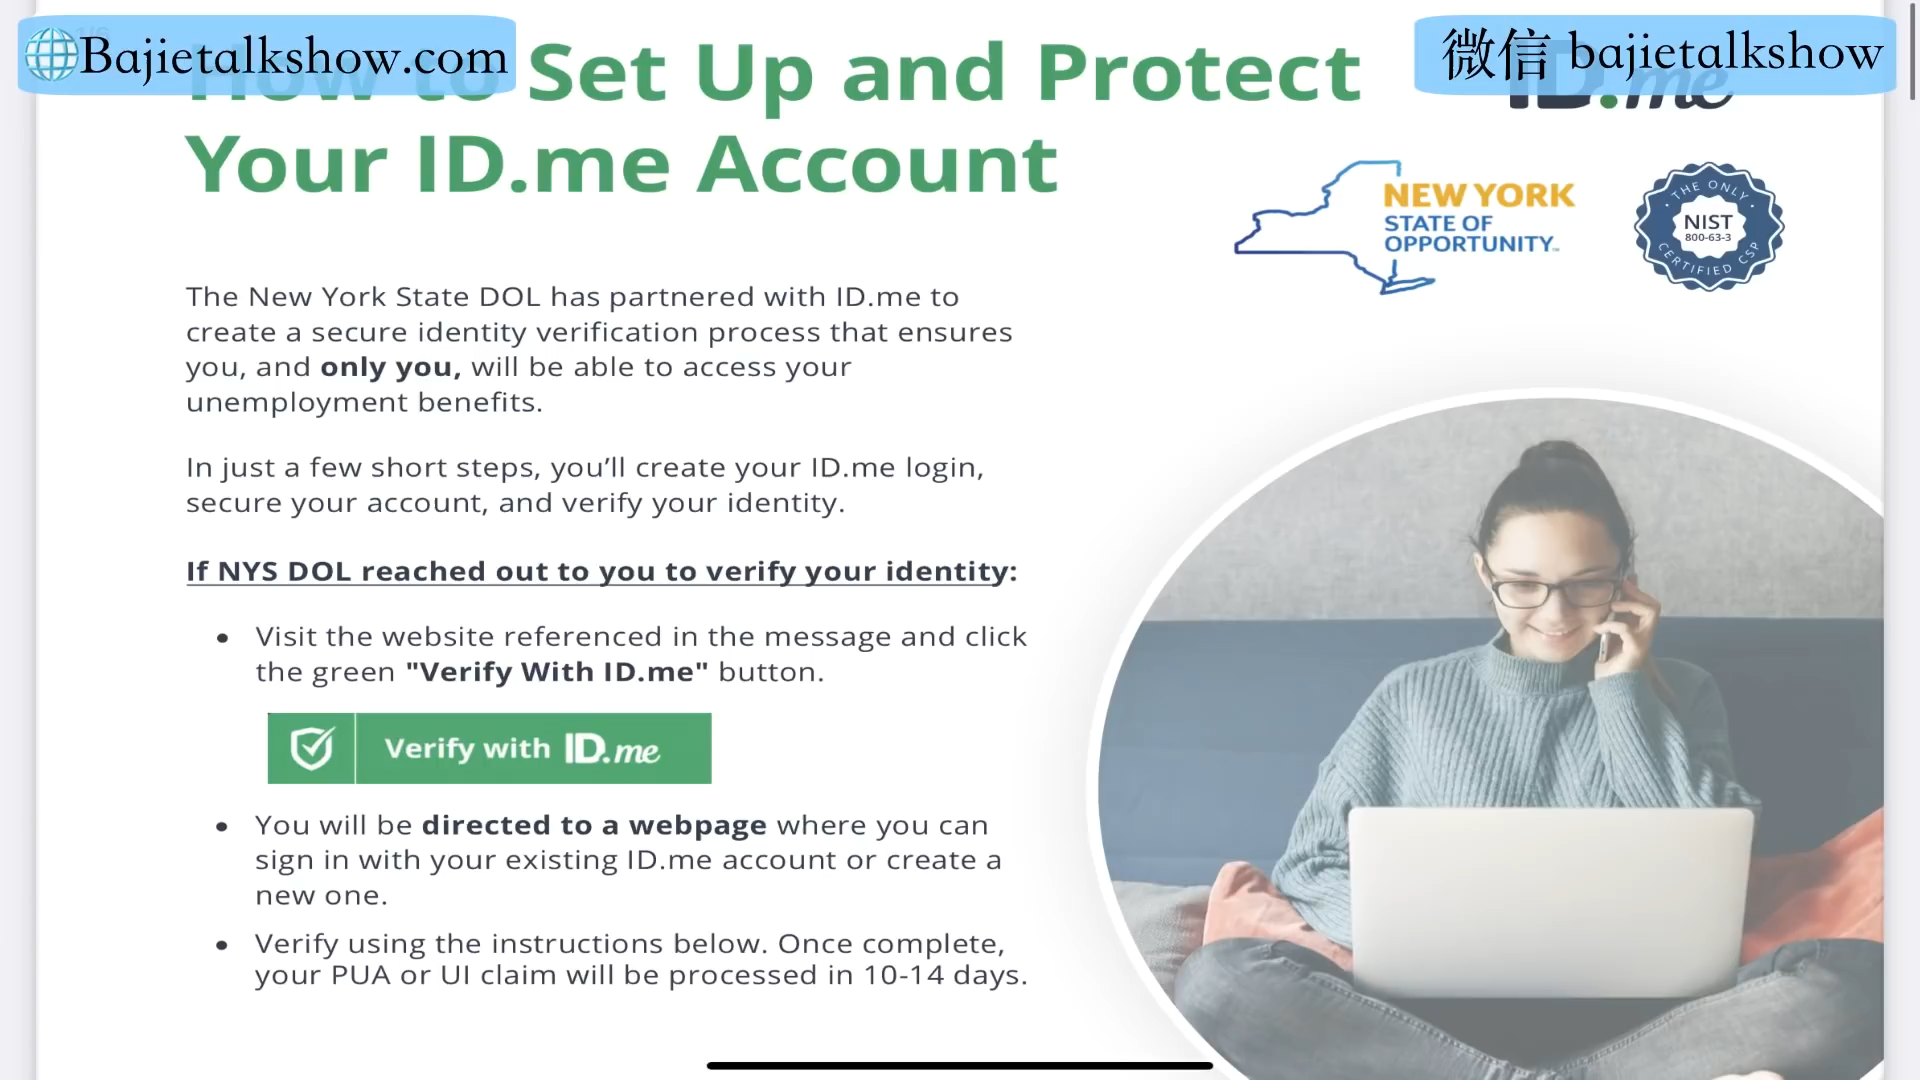 Bajietalkshow.com
微信 bajietalkshow
How to Set Up and Protect
Your ID.me Account
ID.me
NEW YORK
STATE OF
OPPORTUNITY™
THE ONLY
NIST
800-63-3
CERTIFIED CSP
The New York State DOL has partnered with ID.me to
create a secure identity verification process that ensures
you, and only you, will be able to access your
unemployment benefits.
In just a few short steps, you’ll create your ID.me login,
secure your account, and verify your identity.
If NYS DOL reached out to you to verify your identity:
• Visit the website referenced in the message and click
the green "Verify With ID.me" button.
Verify with ID.me
• You will be directed to a webpage where you can
sign in with your existing ID.me account or create a
new one.
• Verify using the instructions below. Once complete,
your PUA or UI claim will be processed in 10-14 days.